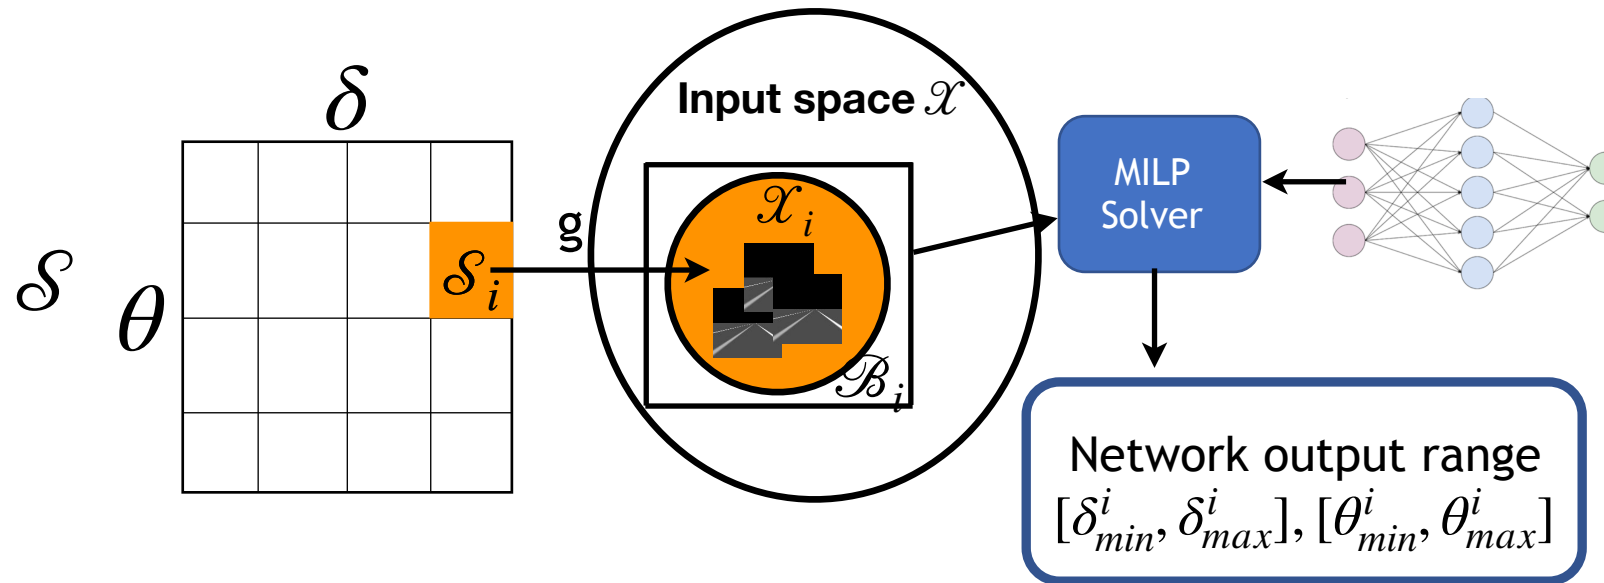 δ
𝒮
θ
𝒮ᵢ
g
Input space 𝒳
𝒳ᵢ
ℬᵢ
MILP
Solver
Network output range
[δⁱₘᵢₙ, δⁱₘₐₓ], [θⁱₘᵢₙ, θⁱₘₐₓ]